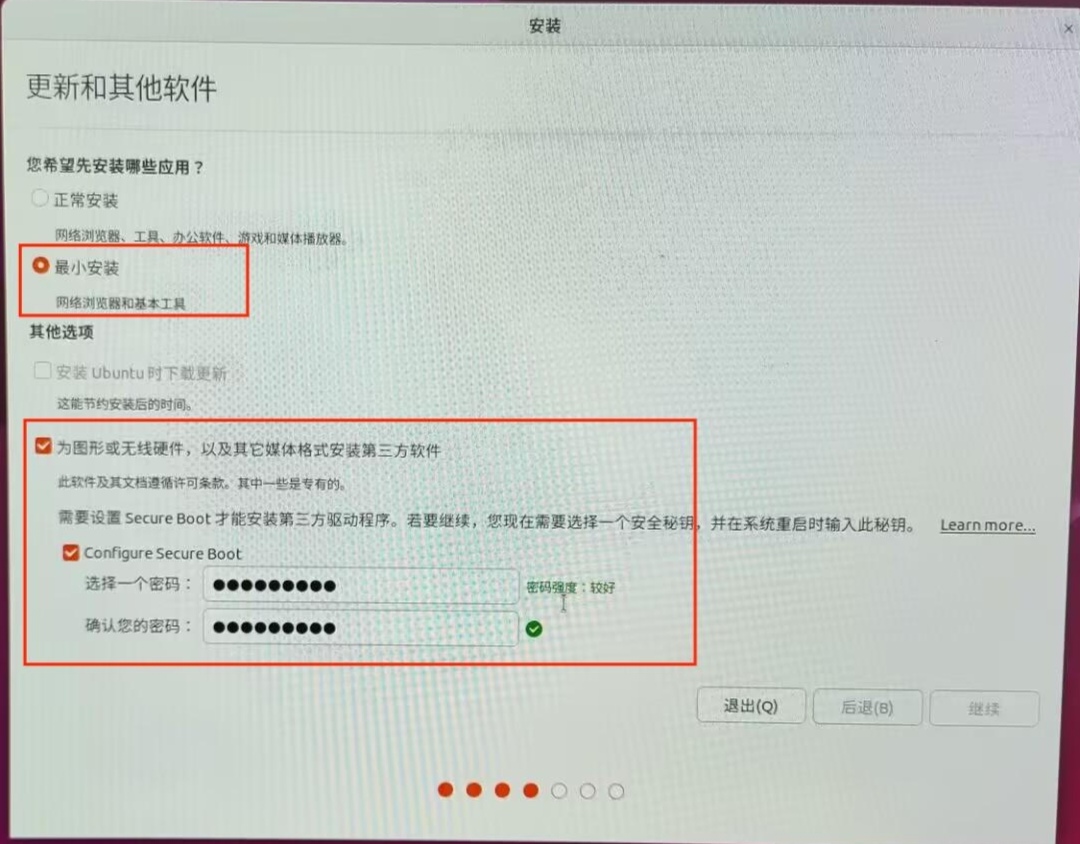 安装
更新和其他软件
您希望先安装哪些应用？
正常安装
网络浏览器、工具、办公软件、游戏和媒体播放器。
最小安装
网络浏览器和基本工具
其他选项
安装 Ubuntu 时下载更新
这能节约安装后的时间。
为图形或无线硬件，以及其它媒体格式安装第三方软件
此软件及其文档遵循许可条款。其中一些是专有的。
需要设置 Secure Boot 才能安装第三方驱动程序。若要继续，您现在需要选择一个安全秘钥，并在系统重启时输入此秘钥。 Learn more...
Configure Secure Boot
选择一个密码： ●●●●●●●●● 密码强度：较好
确认您的密码： ●●●●●●●●●
退出(Q) 后退(B) 继续